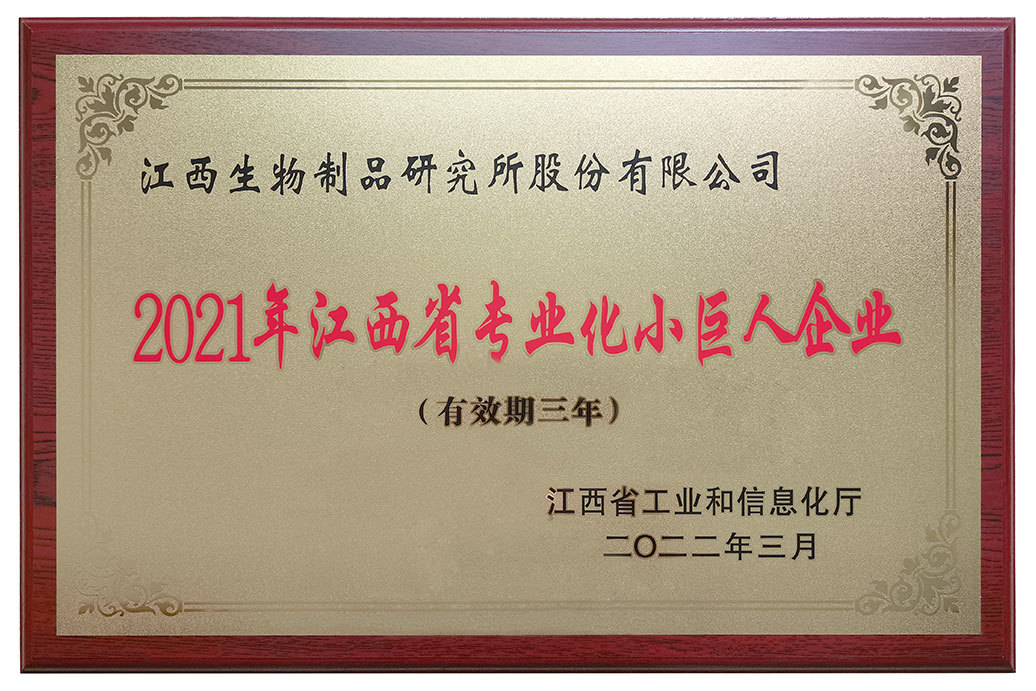 江西生物制品研究所股份有限公司
2021年江西省专业化小巨人企业
（有效期三年）
江西省工业和信息化厅
二〇二二年三月